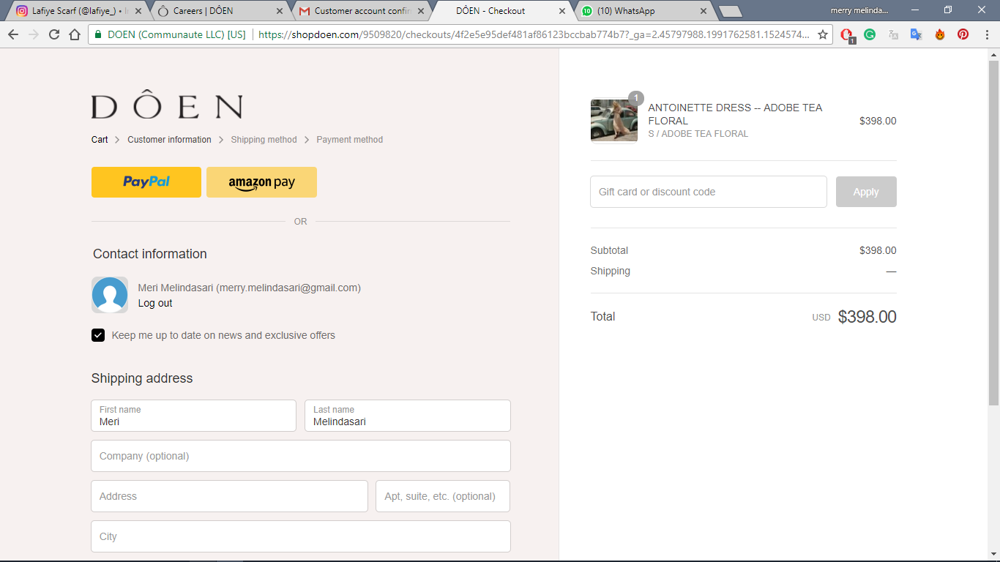 Lafiye Scarf (@lafiye_) •
Careers | DÔEN
Customer account confir
DÔEN - Checkout
(10) WhatsApp
merry melinda...
DOEN (Communaute LLC) [US]
https://shopdoen.com/9509820/checkouts/4f2e5e95def481af86123bccbab774b7?_ga=2.45797988.1991762581.1524574...
1
DÔEN
Cart > Customer information > Shipping method > Payment method
PayPal
amazon pay
OR
Contact information
Meri Melindasari (merry.melindasari@gmail.com)
Log out
Keep me up to date on news and exclusive offers
Shipping address
First name
Meri
Last name
Melindasari
Company (optional)
Address
Apt, suite, etc. (optional)
City
1
ANTOINETTE DRESS -- ADOBE TEA
FLORAL
S / ADOBE TEA FLORAL
$398.00
Gift card or discount code
Apply
Subtotal
$398.00
Shipping
—
Total
USD $398.00